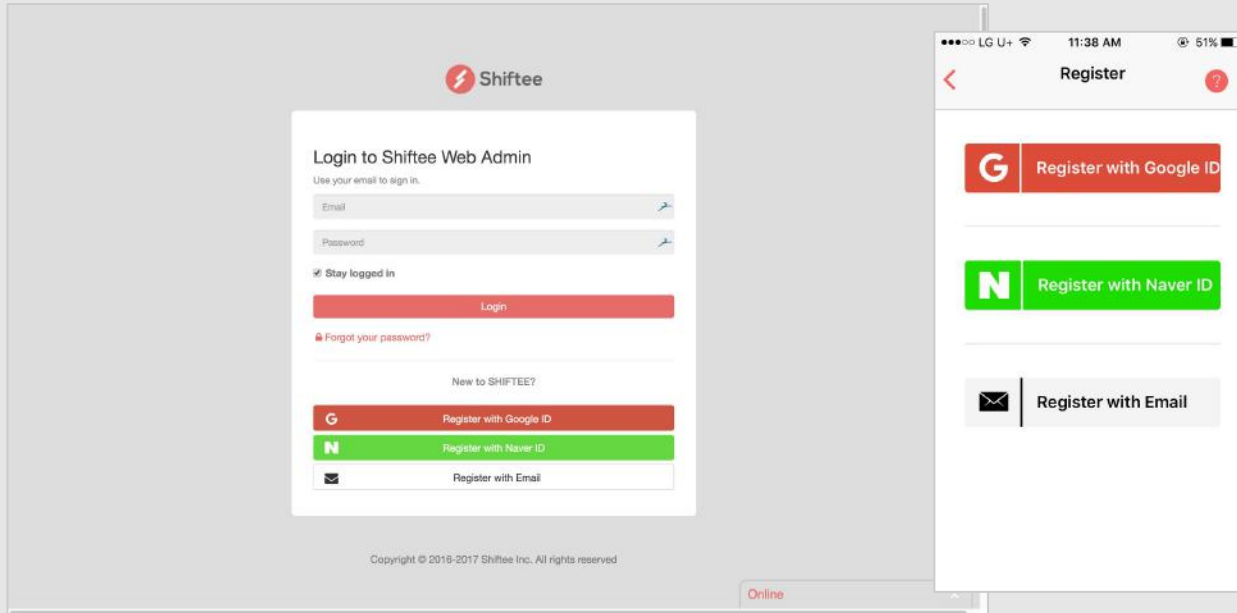 Shiftee
Login to Shiftee Web Admin
Use your email to sign in.
Email
Password
Stay logged in
Login
Forgot your password?
New to SHIFTEE?
Register with Google ID
Register with Naver ID
Register with Email
Copyright © 2016-2017 Shiftee Inc. All rights reserved
Online
LG U+ 11:38 AM 51%
Register
?
G Register with Google ID
N Register with Naver ID
Register with Email